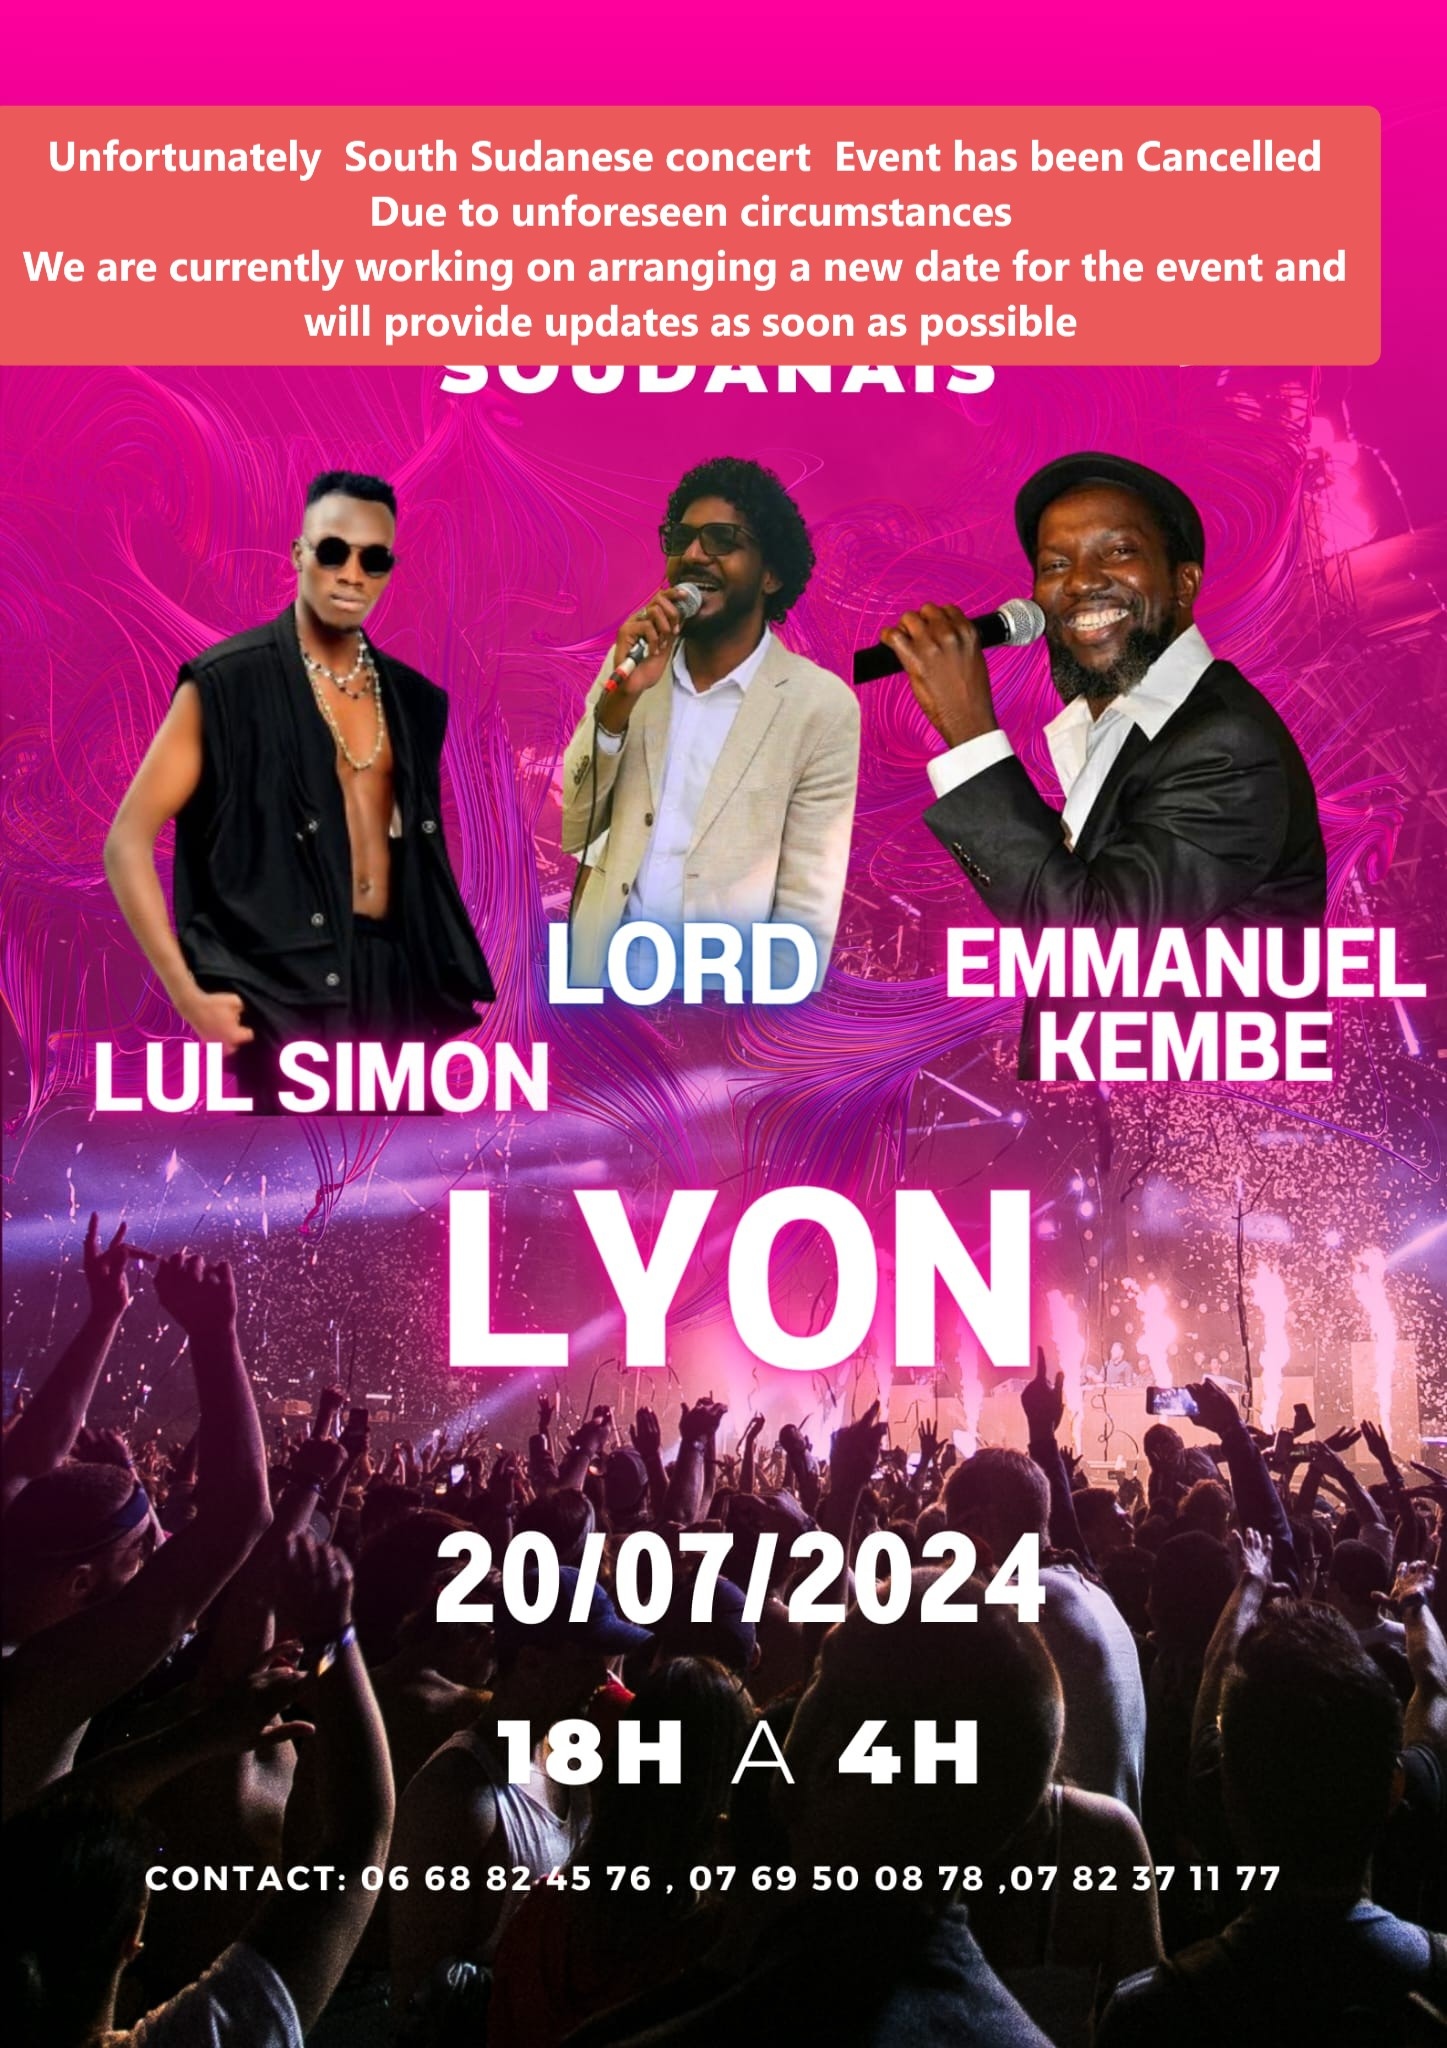 Unfortunately South Sudanese concert Event has been Cancelled
Due to unforeseen circumstances
We are currently working on arranging a new date for the event and
will provide updates as soon as possible
SOUDANAIS
LORD
EMMANUEL
KEMBE
LUL SIMON
LYON
20/07/2024
18H A 4H
CONTACT: 06 68 82 45 76 , 07 69 50 08 78 ,07 82 37 11 77